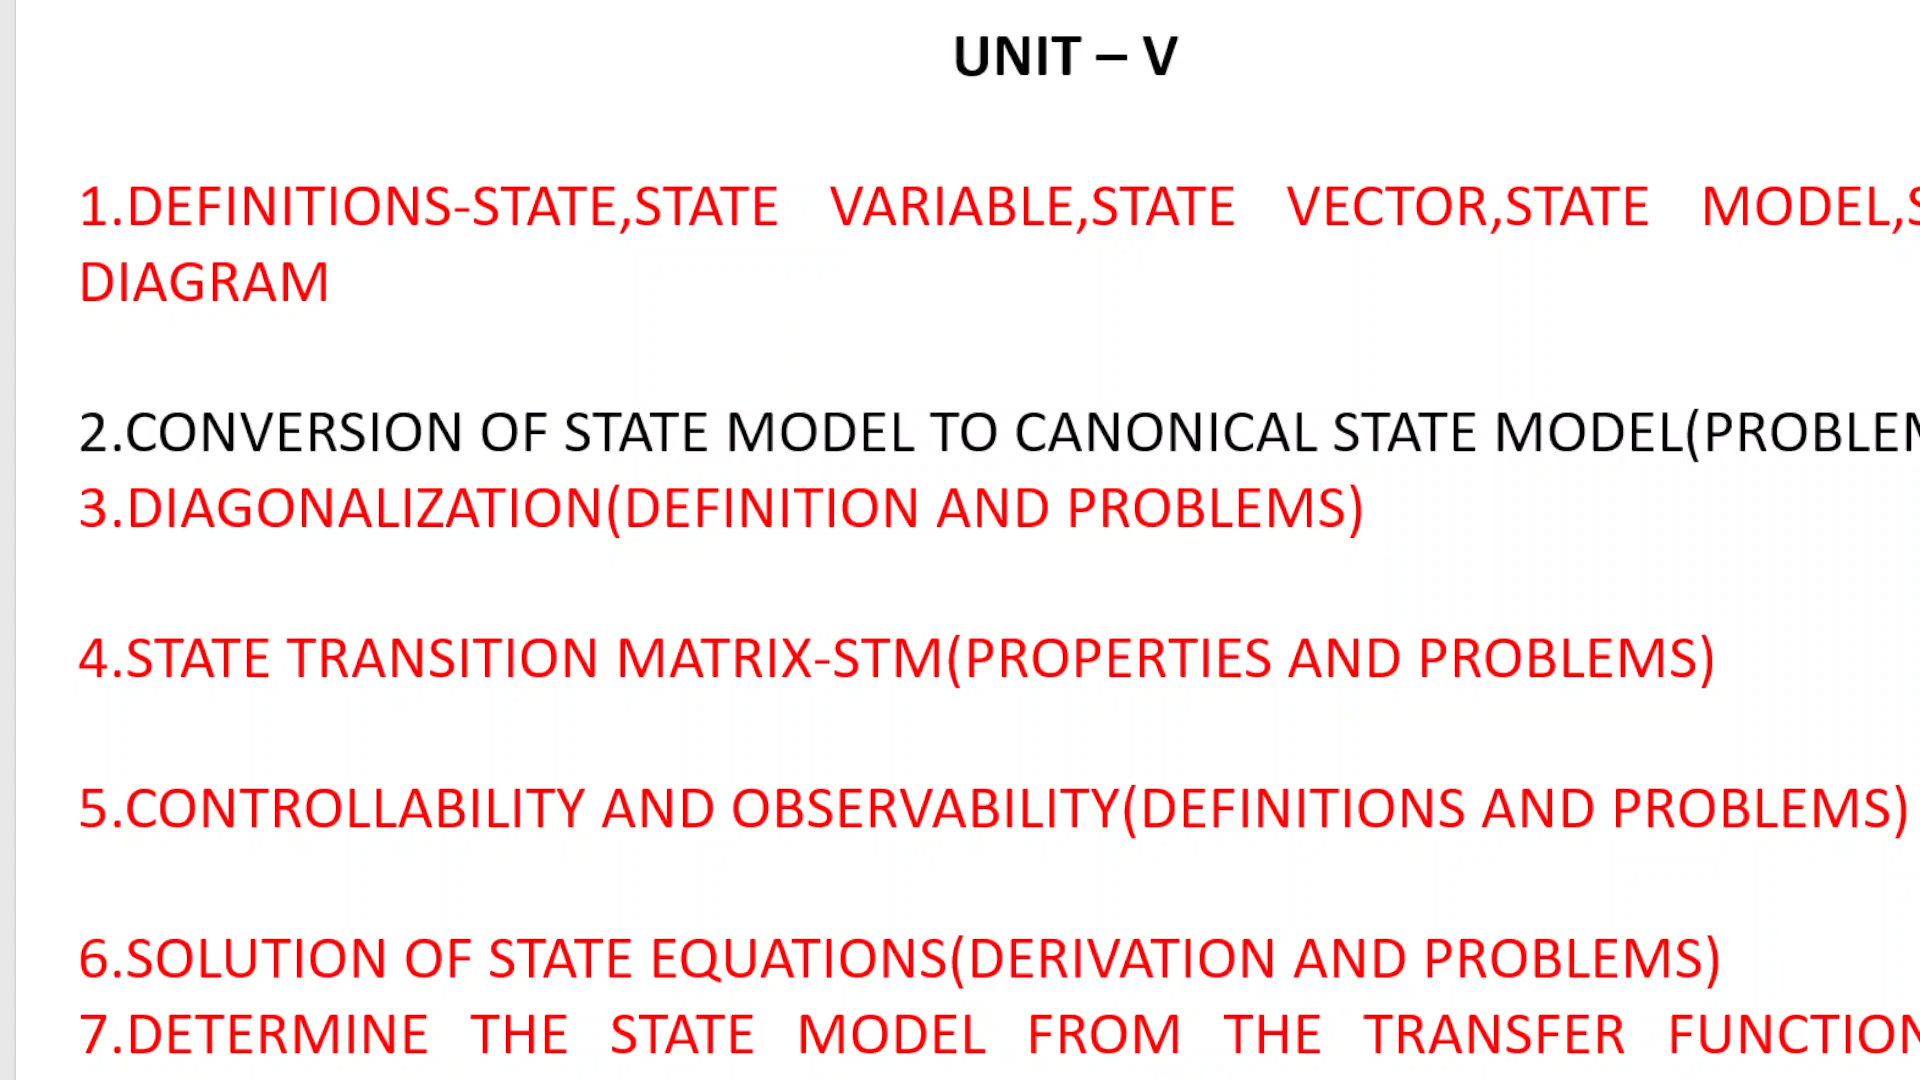 UNIT – V
1.DEFINITIONS-STATE,STATE VARIABLE,STATE VECTOR,STATE MODEL,
DIAGRAM
2.CONVERSION OF STATE MODEL TO CANONICAL STATE MODEL
3.DIAGONALIZATION(DEFINITION AND PROBLEMS)
4.STATE TRANSITION MATRIX-STM(PROPERTIES AND PROBLEMS)
5.CONTROLLABILITY AND OBSERVABILITY(DEFINITIONS AND PROBLEMS)
6.SOLUTION OF STATE EQUATIONS(DERIVATION AND PROBLEMS)
7.DETERMINE THE STATE MODEL FROM THE TRANSFER FUNCTION